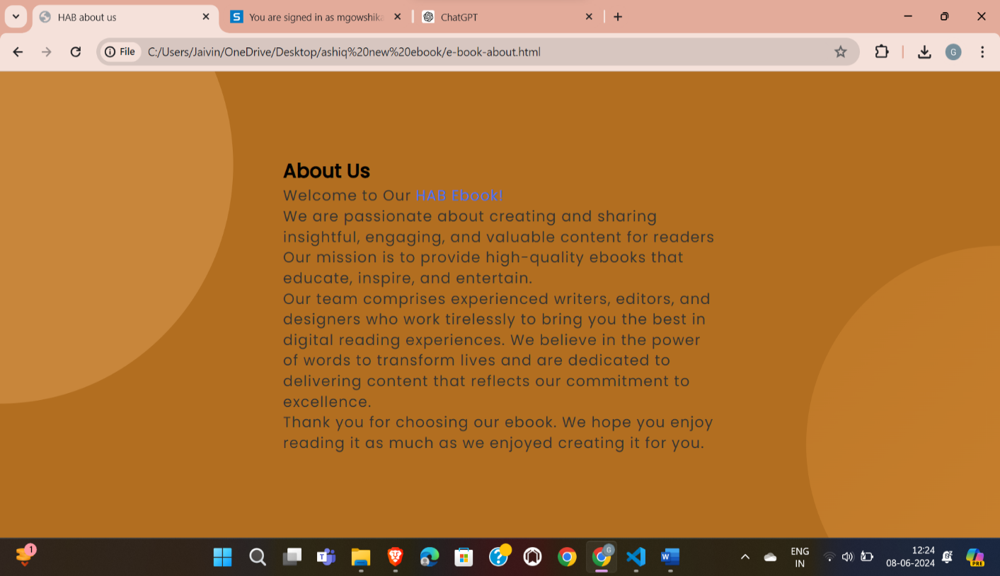 HAB about us
You are signed in as mgowshika
ChatGPT
File
C:/Users/Jaivin/OneDrive/Desktop/ashiq%20new%20ebook/e-book-about.html
G
About Us
Welcome to Our HAB Ebook!
We are passionate about creating and sharing
insightful, engaging, and valuable content for readers
Our mission is to provide high-quality ebooks that
educate, inspire, and entertain.
Our team comprises experienced writers, editors, and
designers who work tirelessly to bring you the best in
digital reading experiences. We believe in the power
of words to transform lives and are dedicated to
delivering content that reflects our commitment to
excellence.
Thank you for choosing our ebook. We hope you enjoy
reading it as much as we enjoyed creating it for you.
1
G
ENG
IN
12:24
08-06-2024
PRE